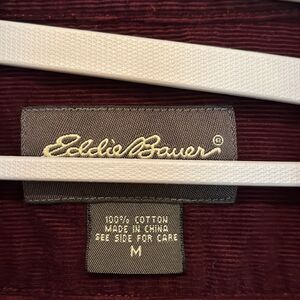 Eddie Bauer®
100% COTTON
MADE IN CHINA
SEE SIDE FOR CARE
M